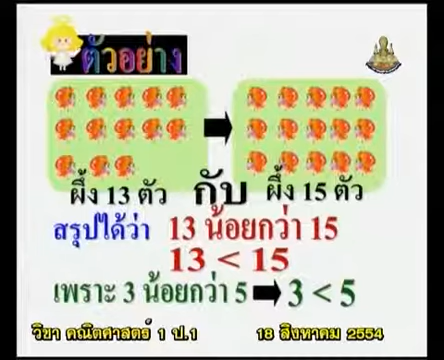 ตัวอย่าง
ผึ้ง 13 ตัว กับ ผึ้ง 15 ตัว
สรุปได้ว่า 13 น้อยกว่า 15
13 < 15
เพราะ 3 น้อยกว่า 5 ➡ 3 < 5
วิชา คณิตศาสตร์ 1 ป.1 18 สิงหาคม 2554